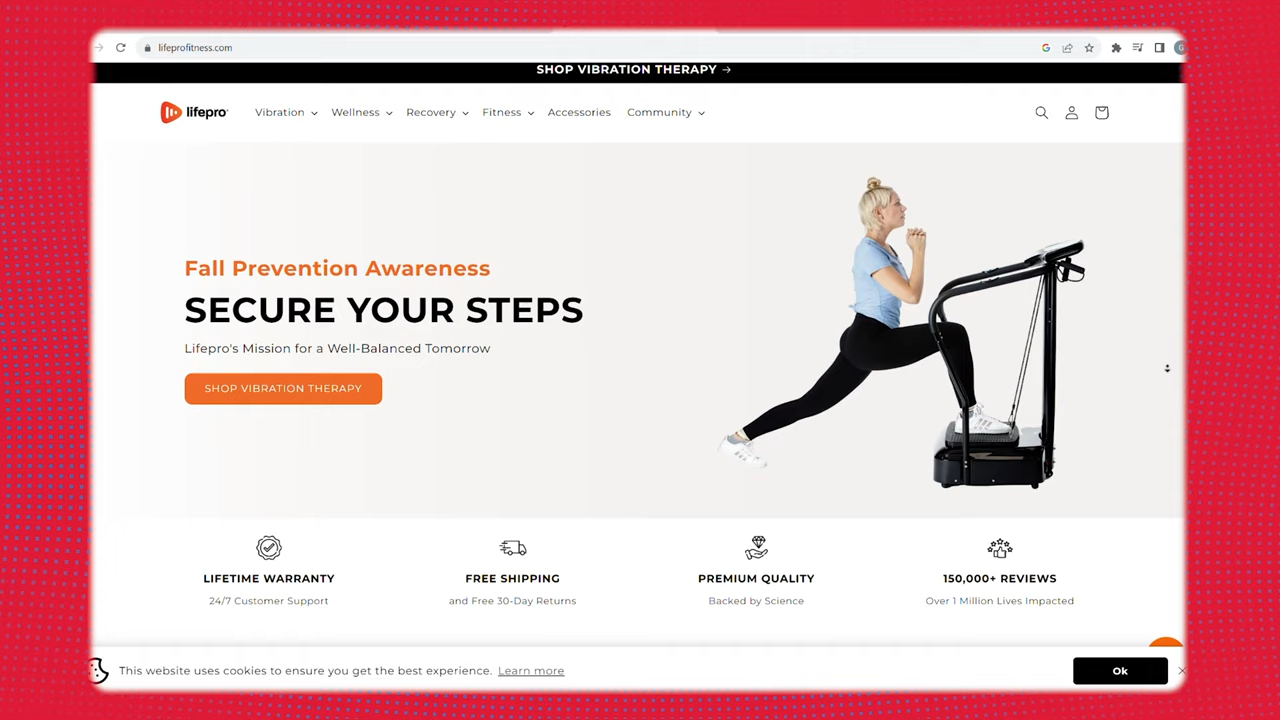 lifeprofitness.com
SHOP VIBRATION THERAPY →
lifepro
Vibration Wellness Recovery Fitness Accessories Community
Fall Prevention Awareness
SECURE YOUR STEPS
Lifepro's Mission for a Well-Balanced Tomorrow
SHOP VIBRATION THERAPY
LIFETIME WARRANTY
24/7 Customer Support
FREE SHIPPING
and Free 30-Day Returns
PREMIUM QUALITY
Backed by Science
150,000+ REVIEWS
Over 1 Million Lives Impacted
This website uses cookies to ensure you get the best experience. Learn more
Ok